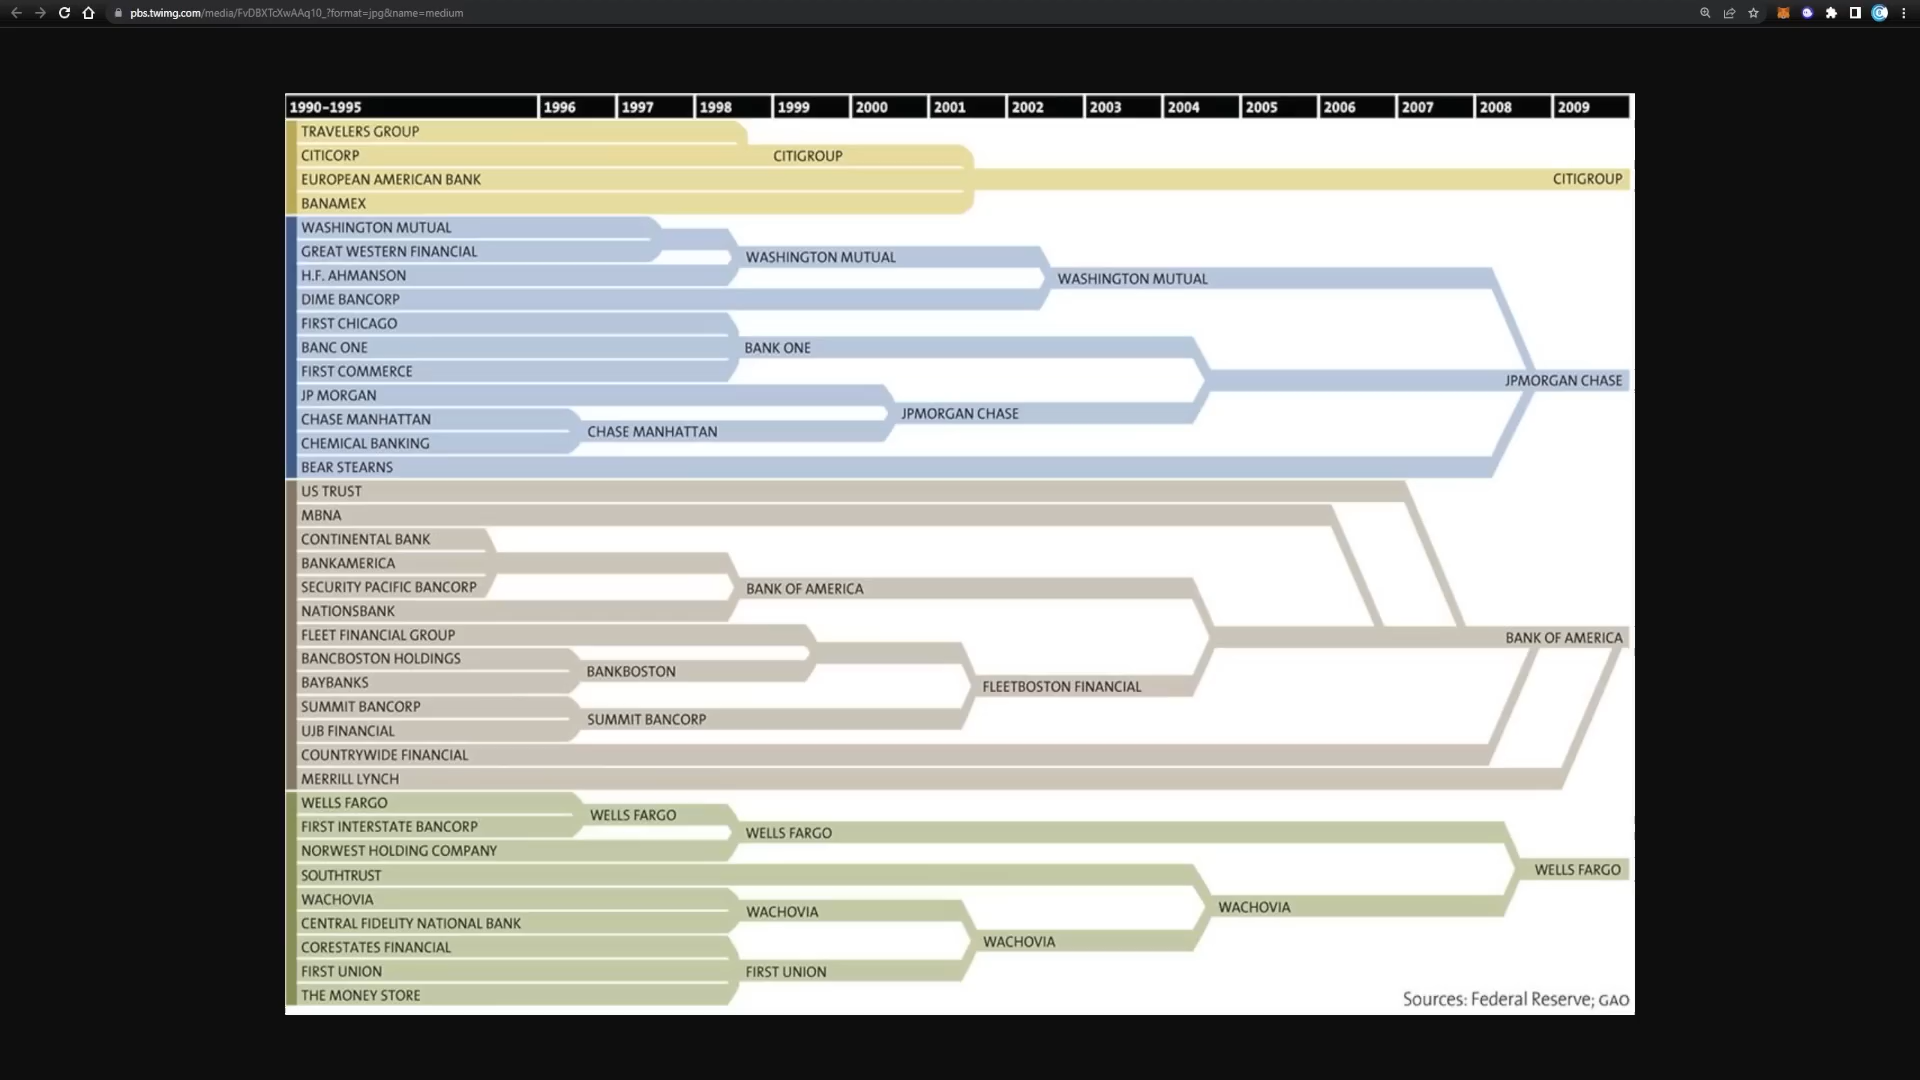 pbs.twimg.com/media/FvDBXTcXwAAq10_?format=jpg&name=medium
1990-1995 1996 1997 1998 1999 2000 2001 2002 2003 2004 2005 2006 2007 2008 2009
TRAVELERS GROUP
CITICORP CITIGROUP
EUROPEAN AMERICAN BANK CITIGROUP
BANAMEX
WASHINGTON MUTUAL
GREAT WESTERN FINANCIAL WASHINGTON MUTUAL
H.F. AHMANSON WASHINGTON MUTUAL
DIME BANCORP
FIRST CHICAGO
BANC ONE BANK ONE
FIRST COMMERCE JPMORGAN CHASE
JP MORGAN
CHASE MANHATTAN JPMORGAN CHASE
CHEMICAL BANKING CHASE MANHATTAN
BEAR STEARNS
US TRUST
MBNA
CONTINENTAL BANK
BANKAMERICA
SECURITY PACIFIC BANCORP BANK OF AMERICA
NATIONSBANK
FLEET FINANCIAL GROUP BANK OF AMERICA
BANCBOSTON HOLDINGS BANKBOSTON
BAYBANKS FLEETBOSTON FINANCIAL
SUMMIT BANCORP SUMMIT BANCORP
UJB FINANCIAL
COUNTRYWIDE FINANCIAL
MERRILL LYNCH
WELLS FARGO WELLS FARGO
FIRST INTERSTATE BANCORP WELLS FARGO
NORWEST HOLDING COMPANY
SOUTHTRUST WELLS FARGO
WACHOVIA WACHOVIA WACHOVIA
CENTRAL FIDELITY NATIONAL BANK
CORESTATES FINANCIAL WACHOVIA
FIRST UNION FIRST UNION
THE MONEY STORE
Sources: Federal Reserve; GAO